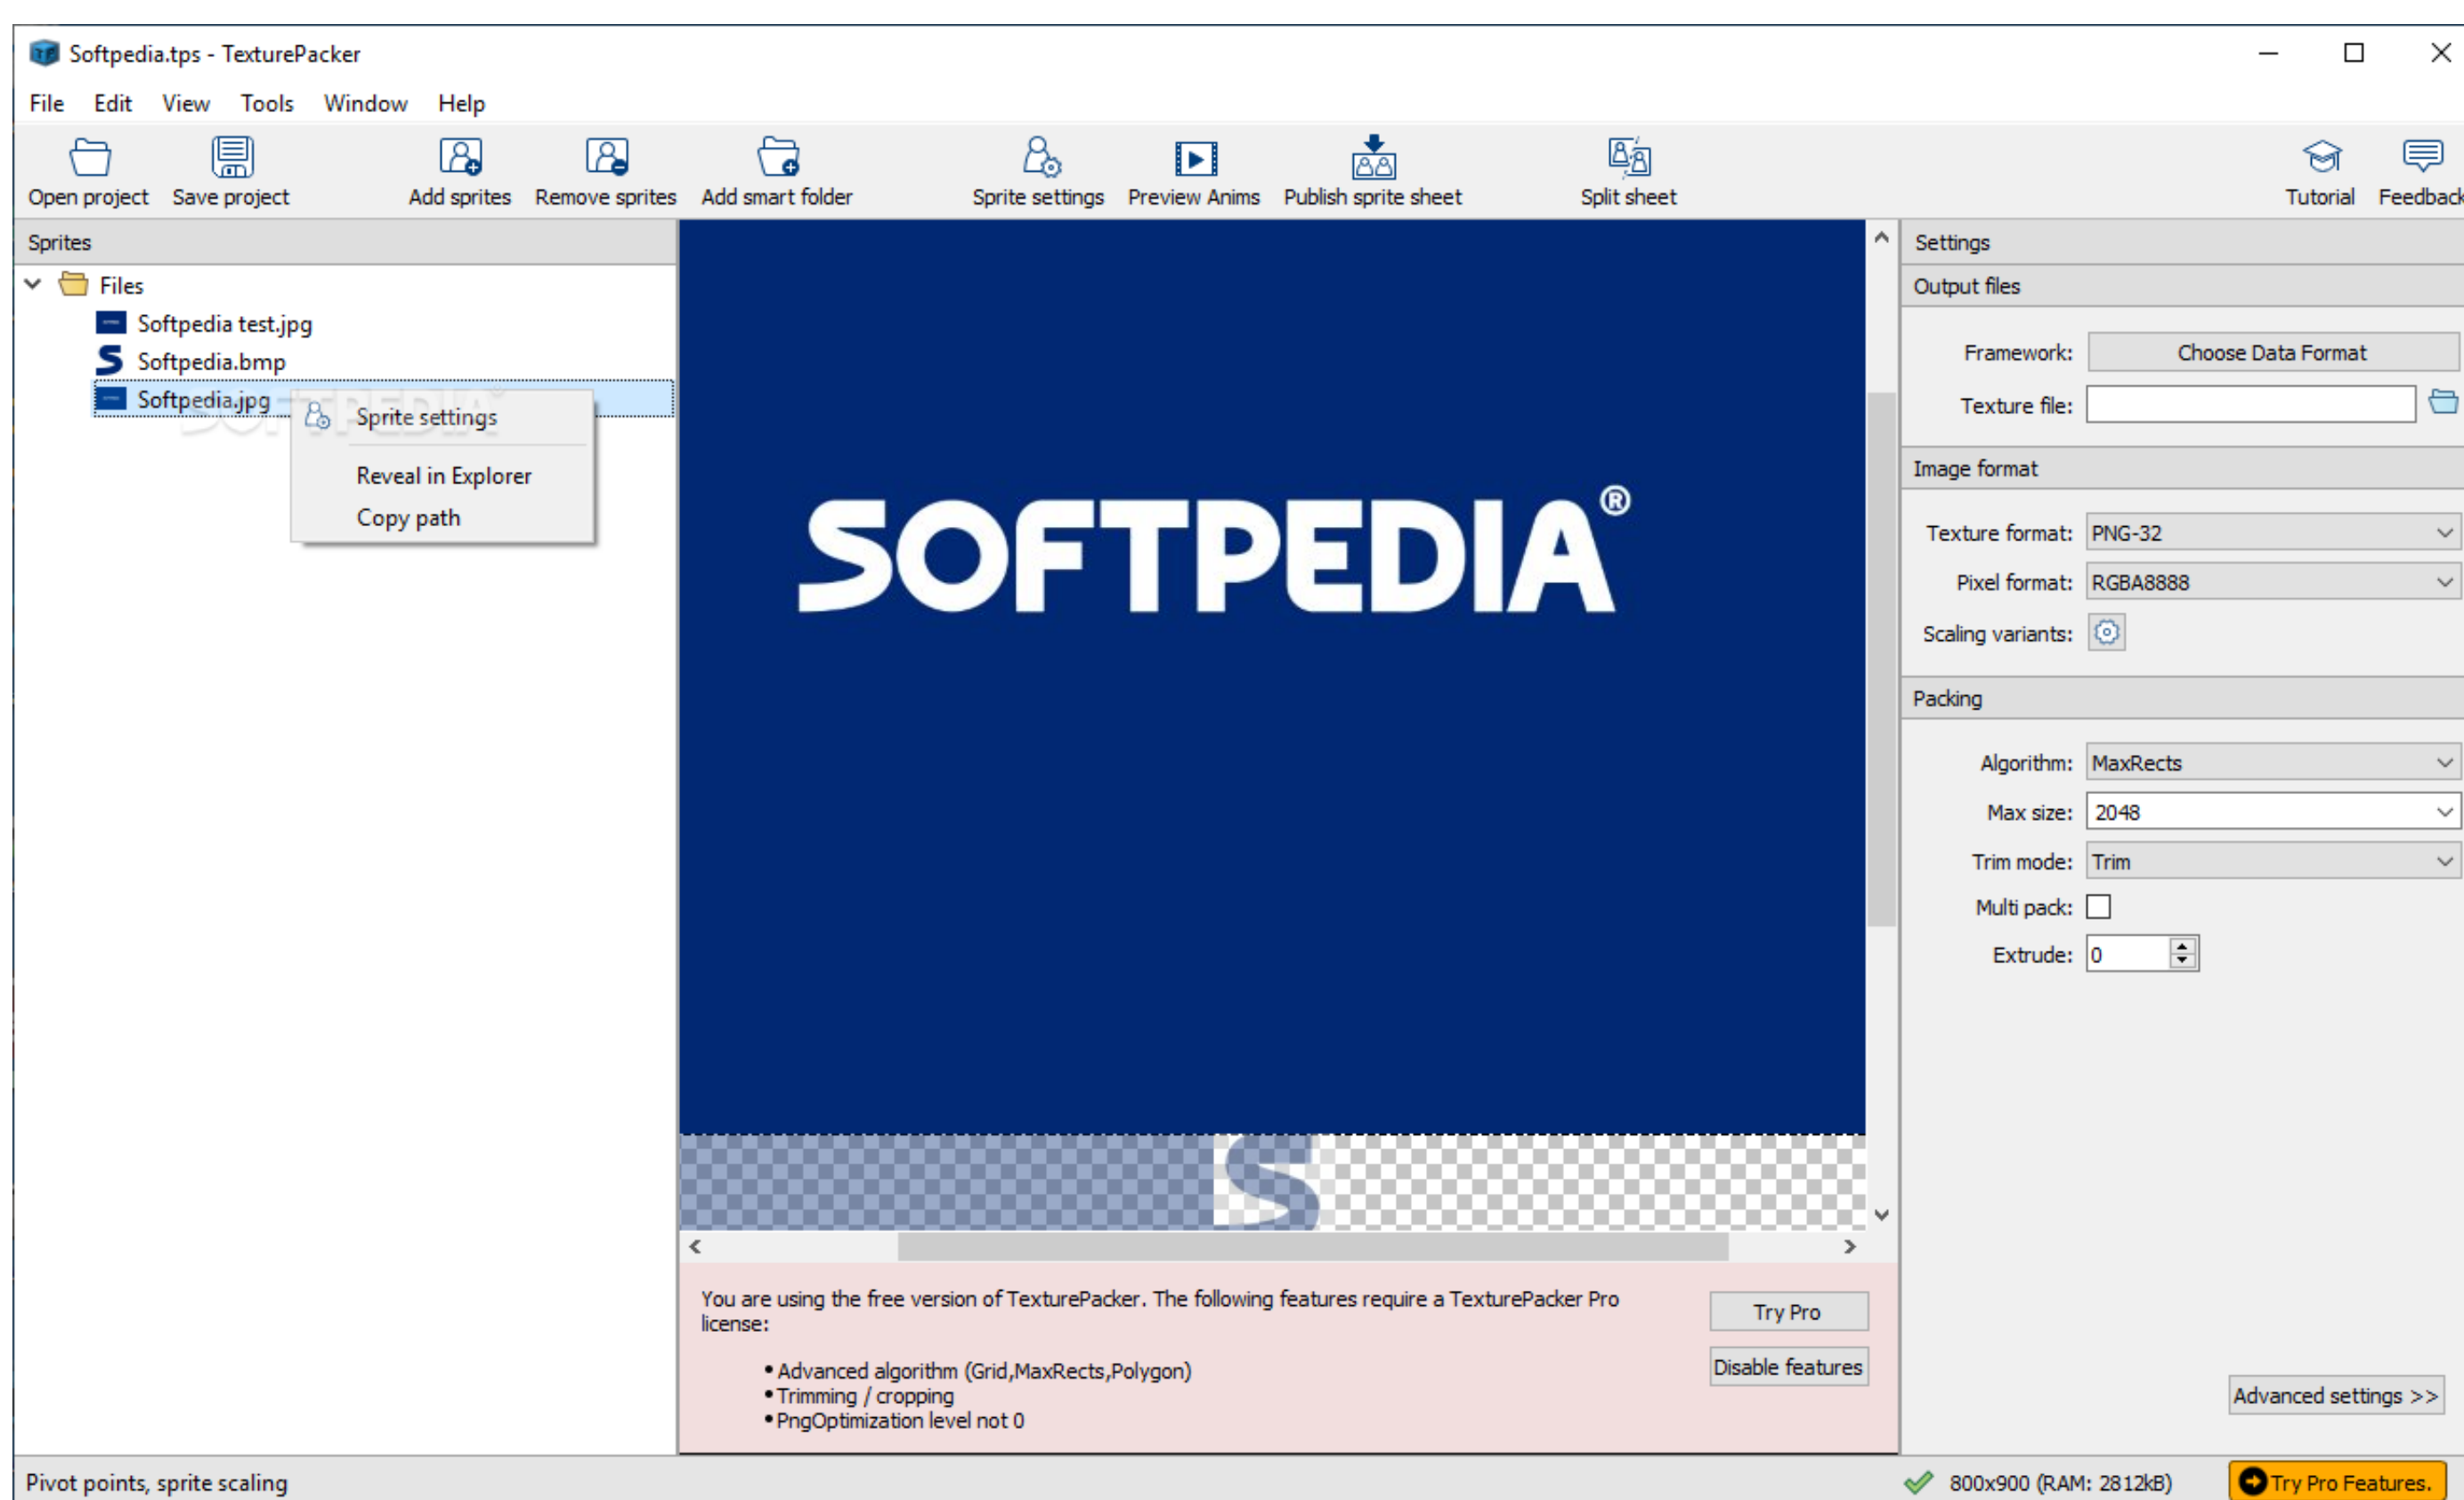 Softpedia.tps - TexturePacker
File Edit View Tools Window Help
Open project Save project Add sprites Remove sprites Add smart folder Sprite settings Preview Anims Publish sprite sheet Split sheet Tutorial Feedback
Sprites
Files
Softpedia test.jpg
Softpedia.bmp
Softpedia.jpg
Sprite settings
Reveal in Explorer
Copy path
SOFTPEDIA®
SOFTPEDIA®
S
You are using the free version of TexturePacker. The following features require a TexturePacker Pro
license:
• Advanced algorithm (Grid,MaxRects,Polygon)
• Trimming / cropping
• PngOptimization level not 0
Try Pro
Disable features
Settings
Output files
Framework: Choose Data Format
Texture file:
Image format
Texture format: PNG-32
Pixel format: RGBA8888
Scaling variants:
Packing
Algorithm: MaxRects
Max size: 2048
Trim mode: Trim
Multi pack:
Extrude: 0
Advanced settings >>
Pivot points, sprite scaling
800x900 (RAM: 2812kB)
Try Pro Features.